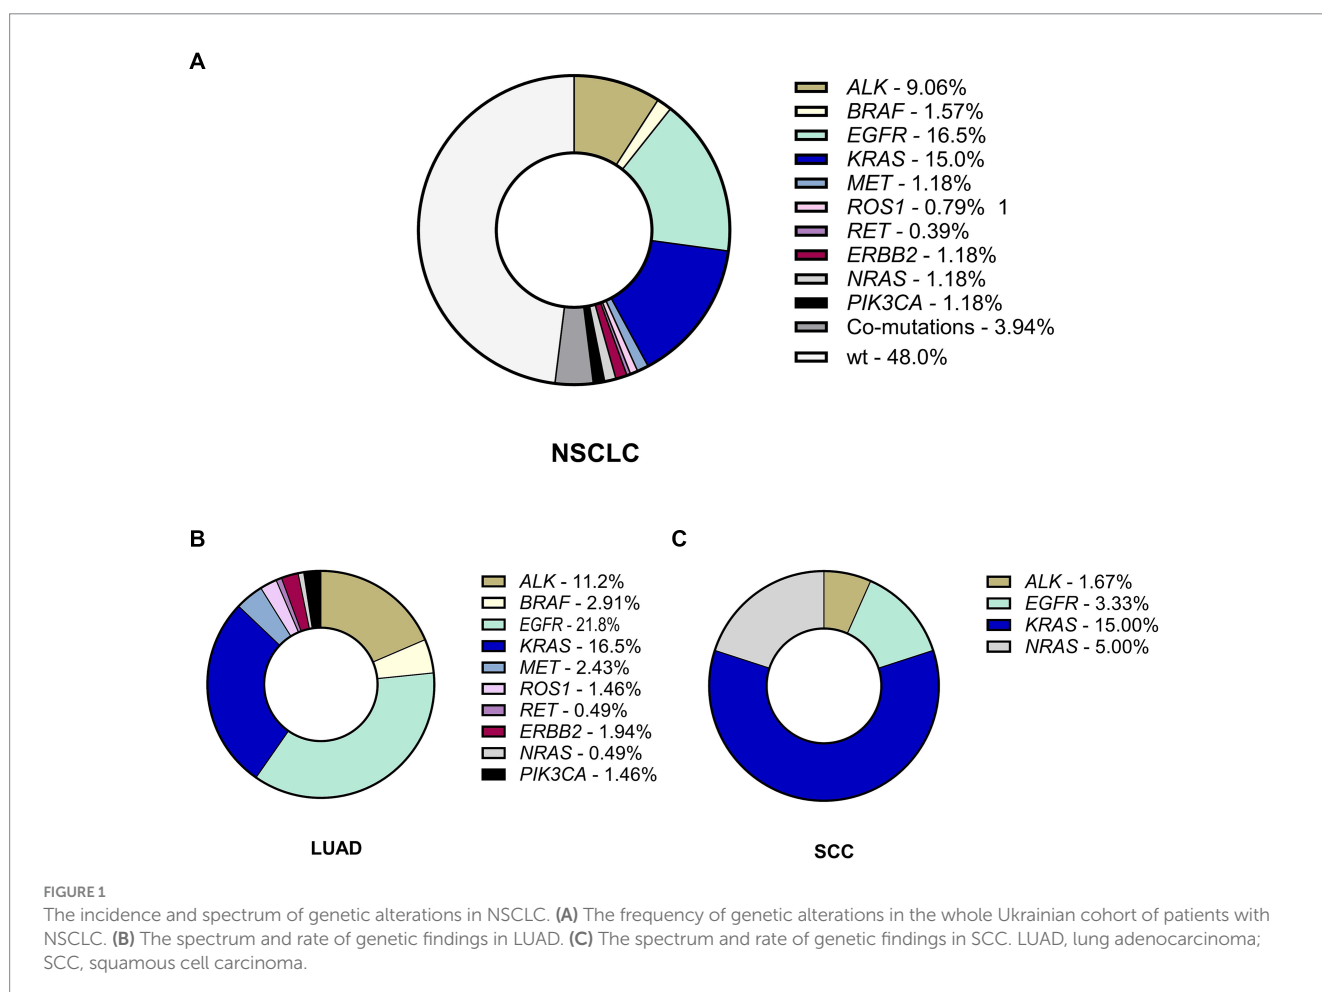 A
ALK - 9.06%
BRAF - 1.57%
EGFR - 16.5%
KRAS - 15.0%
MET - 1.18%
ROS1 - 0.79%  1
RET - 0.39%
ERBB2 - 1.18%
NRAS - 1.18%
PIK3CA - 1.18%
Co-mutations - 3.94%
wt - 48.0%
NSCLC
B
ALK - 11.2%
BRAF - 2.91%
EGFR - 21.8%
KRAS - 16.5%
MET - 2.43%
ROS1 - 1.46%
RET - 0.49%
ERBB2 - 1.94%
NRAS - 0.49%
PIK3CA - 1.46%
LUAD
C
ALK - 1.67%
EGFR - 3.33%
KRAS - 15.00%
NRAS - 5.00%
SCC
FIGURE 1
The incidence and spectrum of genetic alterations in NSCLC. (A) The frequency of genetic alterations in the whole Ukrainian cohort of patients with
NSCLC. (B) The spectrum and rate of genetic findings in LUAD. (C) The spectrum and rate of genetic findings in SCC. LUAD, lung adenocarcinoma;
SCC, squamous cell carcinoma.